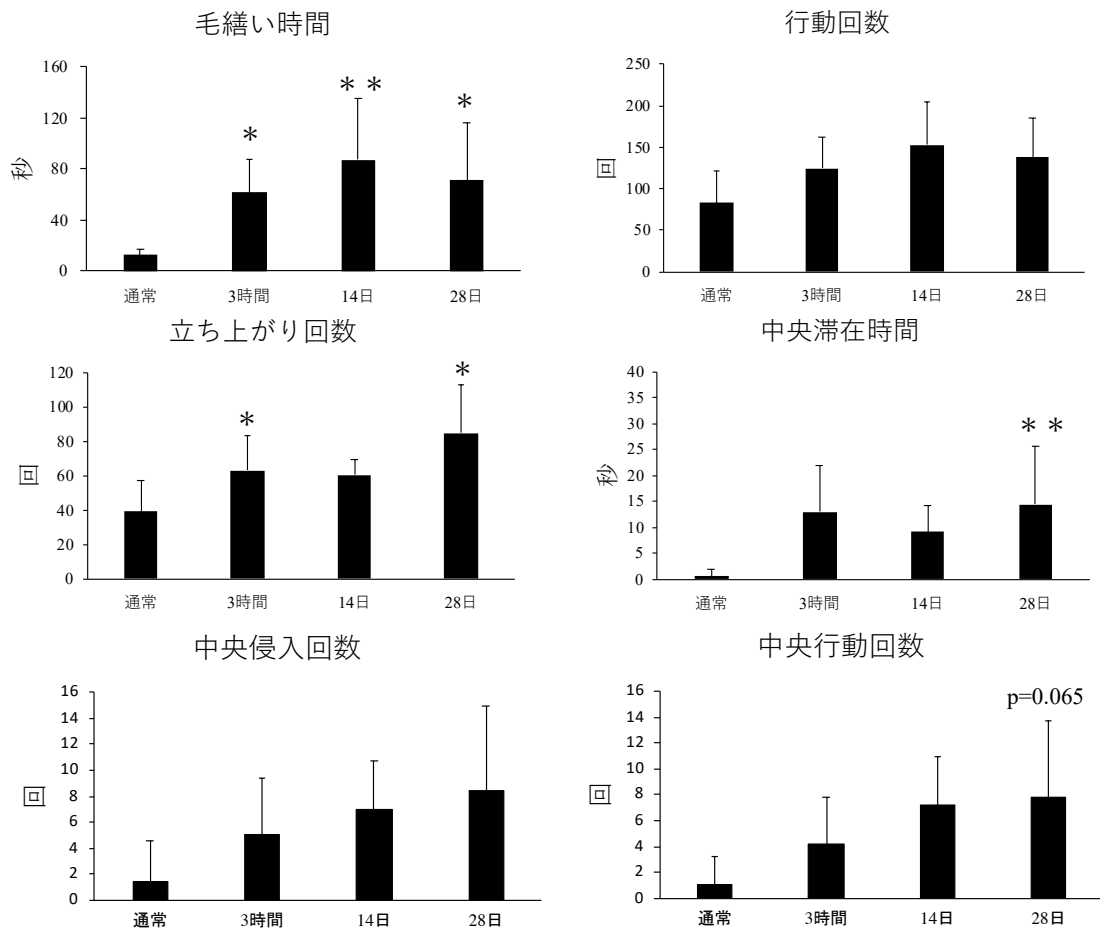 毛繕い時間
160
120
80
40
0
秒
* 
* *
*
通常 3時間 14日 28日
行動回数
250
200
150
100
50
0
回
通常 3時間 14日 28日
立ち上がり回数
120
100
80
60
40
20
0
回
*
*
通常 3時間 14日 28日
中央滞在時間
40
35
30
25
20
15
10
5
0
秒
* *
通常 3時間 14日 28日
中央侵入回数
16
14
12
10
8
6
4
2
0
回
通常 3時間 14日 28日
中央行動回数
16
14
12
10
8
6
4
2
0
回
p=0.065
通常 3時間 14日 28日